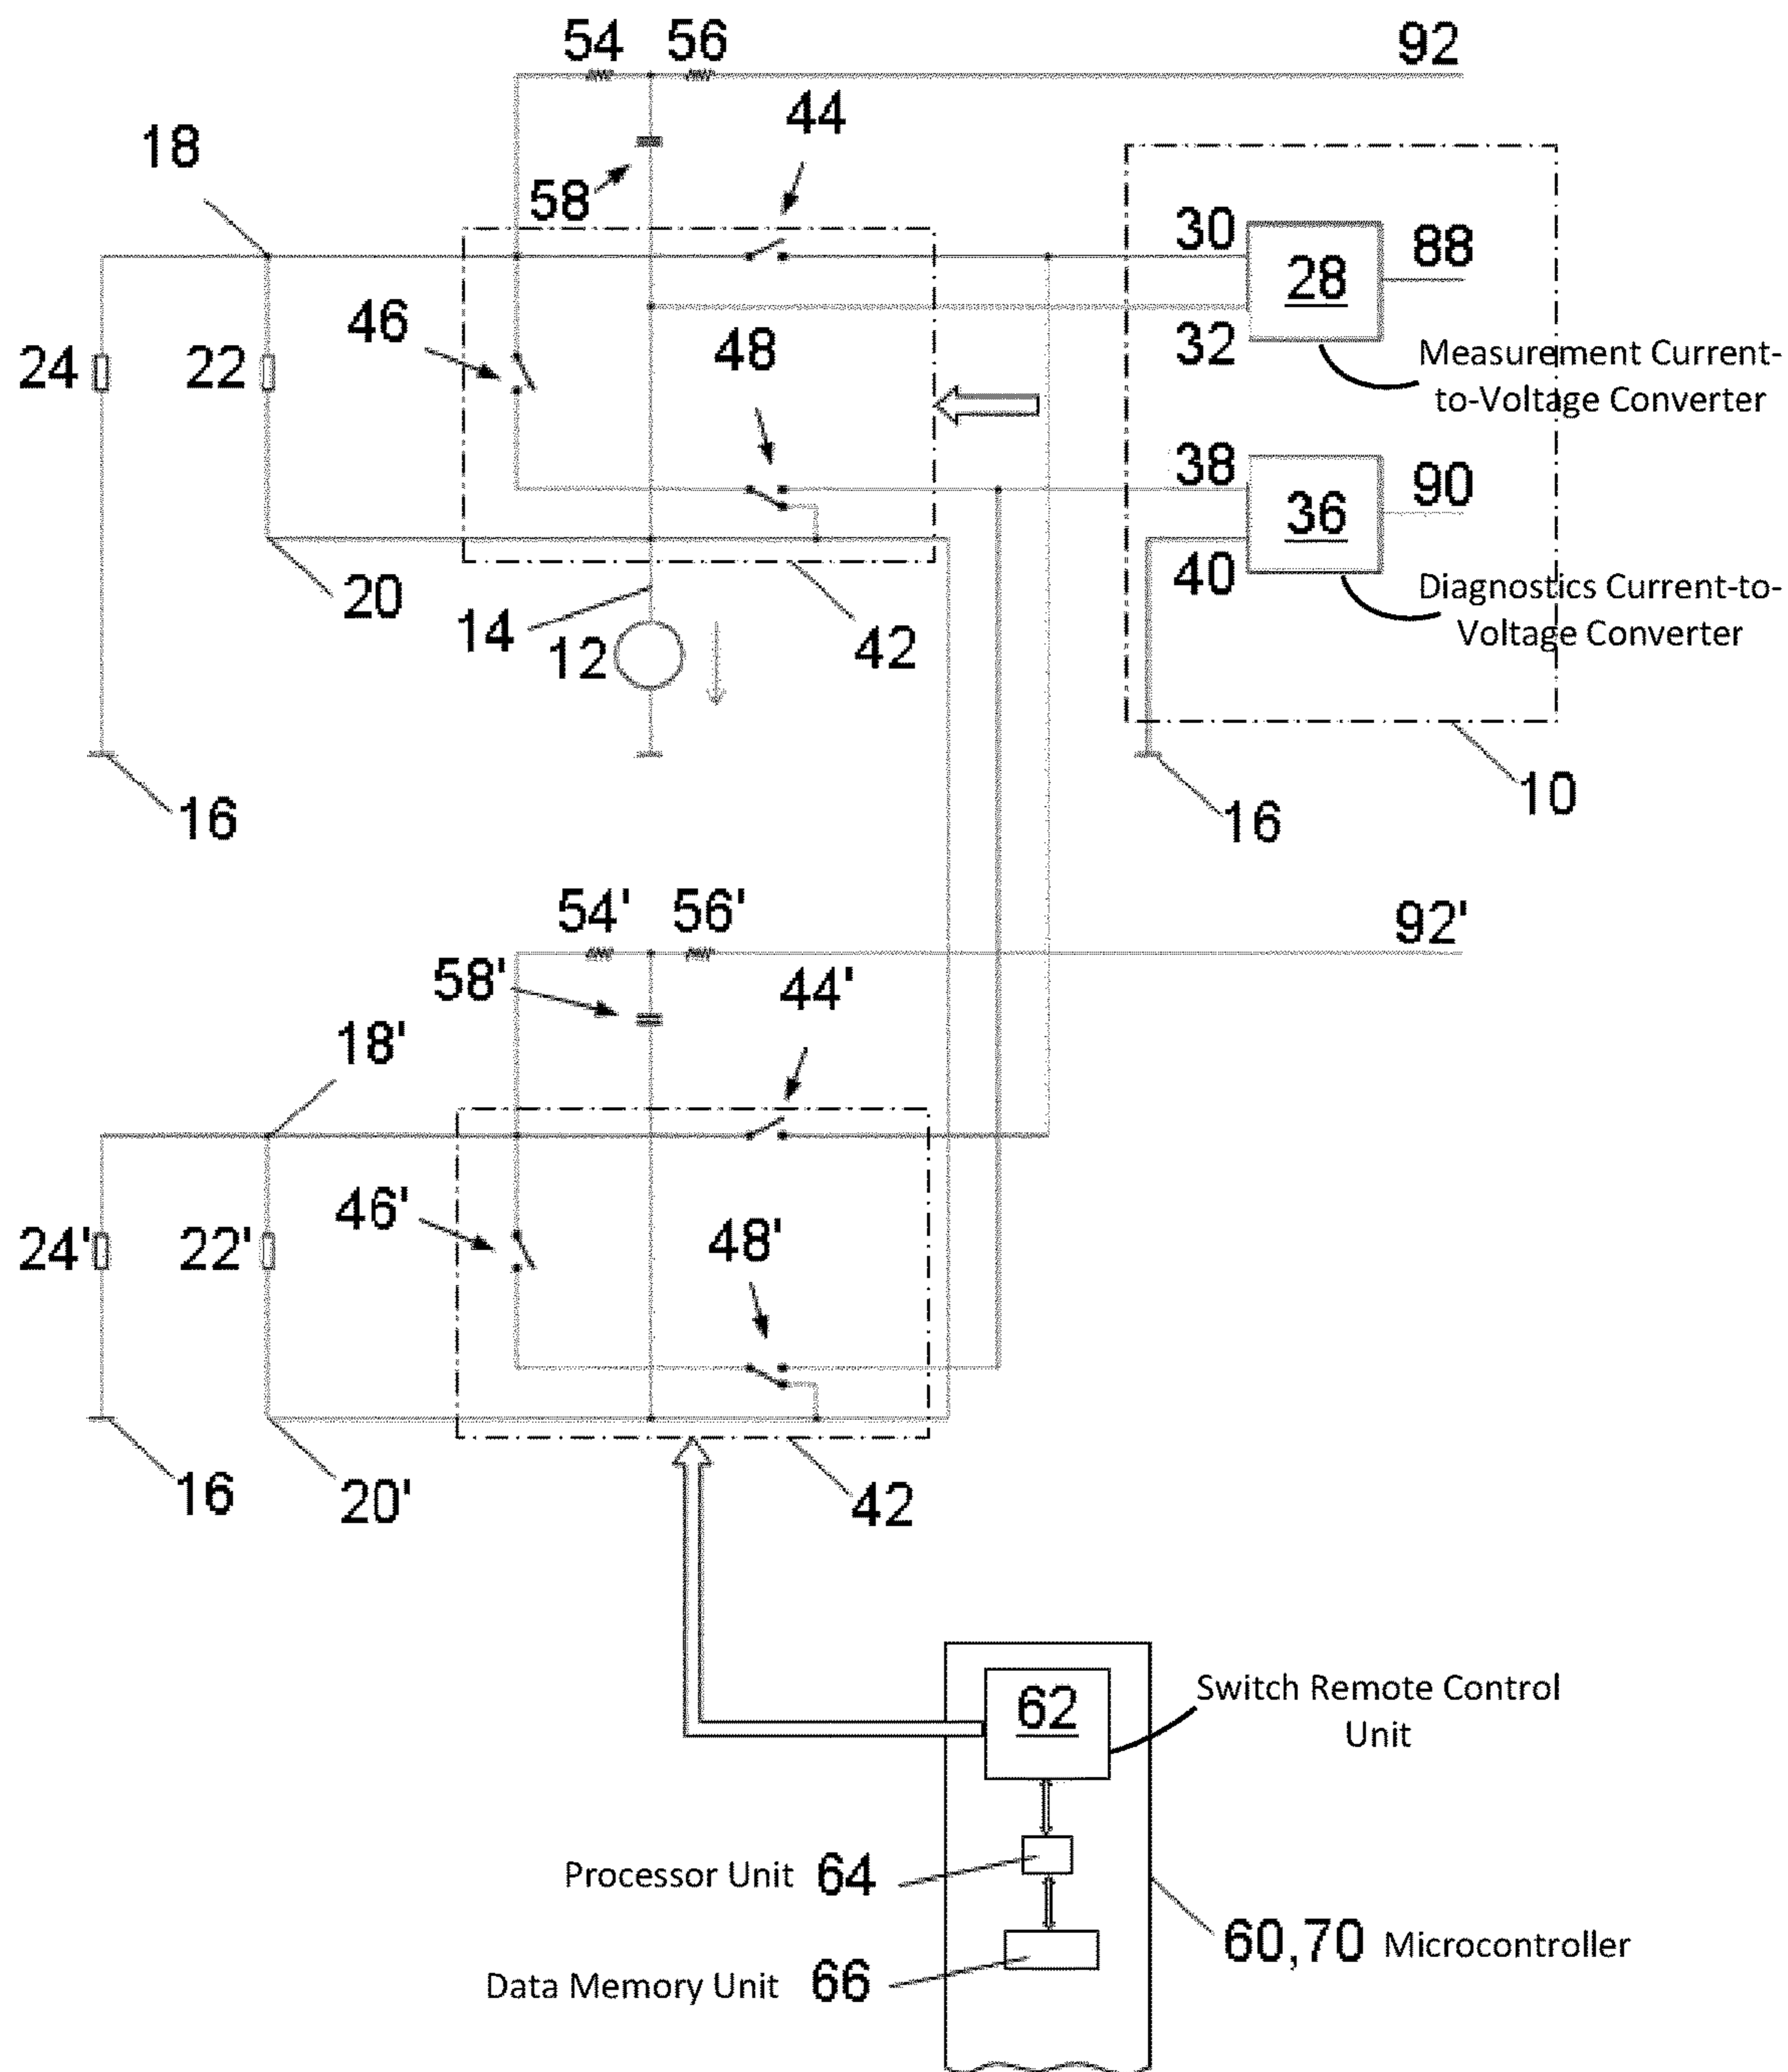 54 56 92
44
18
58
30 28 88
46
48
32
24 22
Measurement Current-
to-Voltage Converter
38 36 90
40
20
14
12
42
Diagnostics Current-to-
Voltage Converter
16
16
10
54' 56' 92'
58'
44'
18'
46'
48'
24' 22'
16
20'
42
62
Switch Remote Control
Unit
Processor Unit 64
60,70 Microcontroller
Data Memory Unit 66